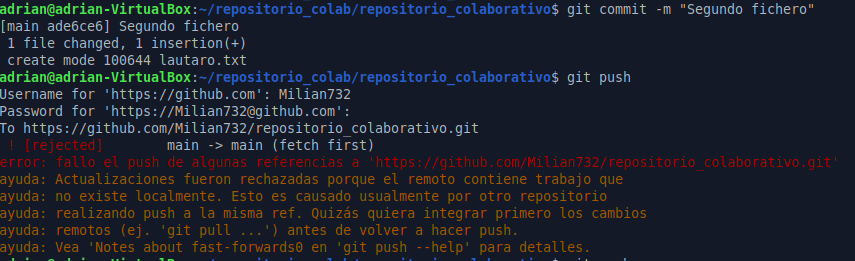 adrian@adrian-VirtualBox:~/repositorio_colab/repositorio_colaborativo$ git commit -m "Segundo fichero"
[main ade6ce6] Segundo fichero
 1 file changed, 1 insertion(+)
 create mode 100644 lautaro.txt
adrian@adrian-VirtualBox:~/repositorio_colab/repositorio_colaborativo$ git push
Username for 'https://github.com': Milian732
Password for 'https://Milian732@github.com':
To https://github.com/Milian732/repositorio_colaborativo.git
 ! [rejected]        main -> main (fetch first)
error: fallo el push de algunas referencias a 'https://github.com/Milian732/repositorio_colaborativo.git'
ayuda: Actualizaciones fueron rechazadas porque el remoto contiene trabajo que
ayuda: no existe localmente. Esto es causado usualmente por otro repositorio
ayuda: realizando push a la misma ref. Quizás quiera integrar primero los cambios
ayuda: remotos (ej. 'git pull ...') antes de volver a hacer push.
ayuda: Vea 'Notes about fast-forwards0 en 'git push --help' para detalles.